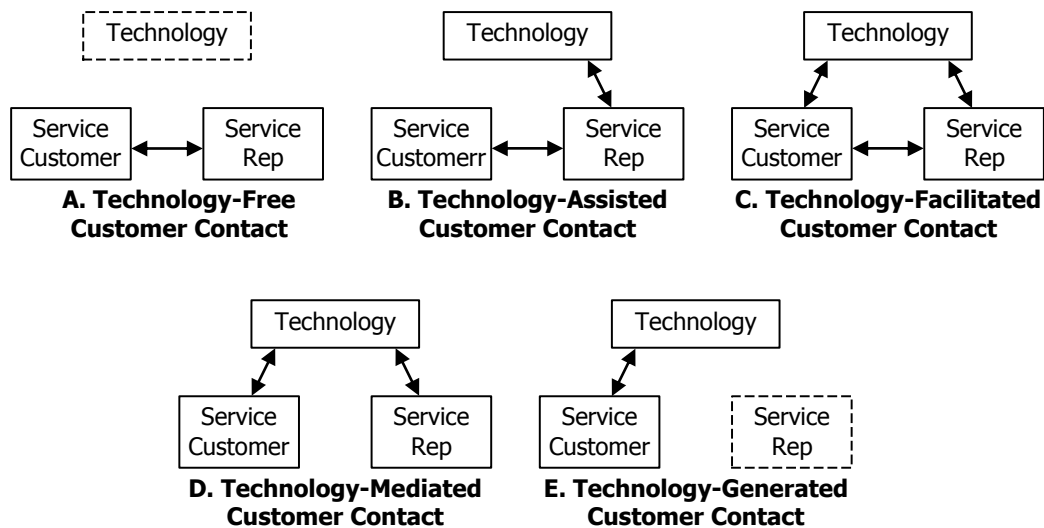 Technology
Service
Customer
Service
Rep
A. Technology-Free
Customer Contact
Technology
Service
Customerr
Service
Rep
B. Technology-Assisted
Customer Contact
Technology
Service
Customer
Service
Rep
C. Technology-Facilitated
Customer Contact
Technology
Service
Customer
Service
Rep
D. Technology-Mediated
Customer Contact
Technology
Service
Customer
Service
Rep
E. Technology-Generated
Customer Contact